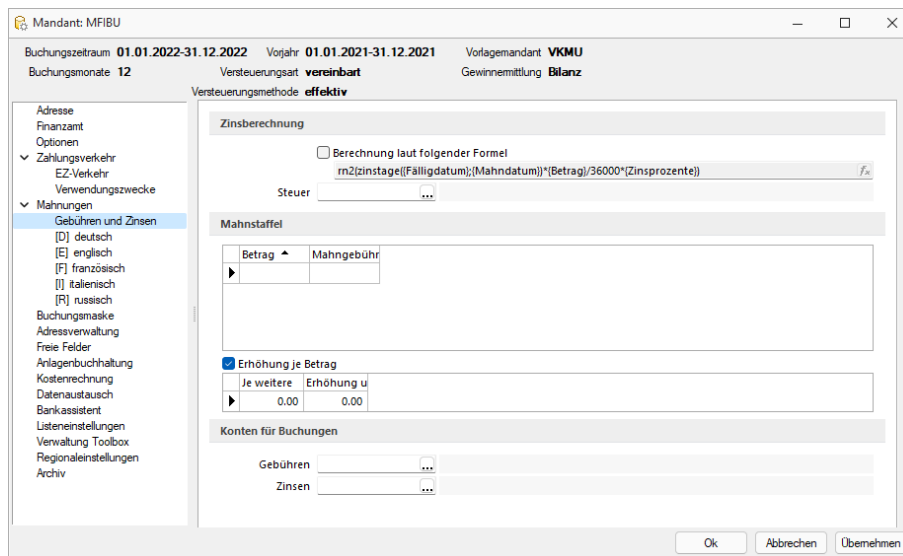 Mandant: MFIBU
Buchungszeitraum 01.01.2022-31.12.2022 Vorjahr 01.01.2021-31.12.2021 Vorlagemandant VKMU
Buchungsmonate 12 Versteuerungsart vereinbart Gewinnermittlung Bilanz
Versteuerungsmethode effektiv
Adresse
Finanzamt
Optionen
Zahlungsverkehr
EZ-Verkehr
Verwendungszwecke
Mahnungen
Gebühren und Zinsen
[D] deutsch
[E] englisch
[F] französisch
[I] italienisch
[R] russisch
Buchungsmaske
Adressverwaltung
Freie Felder
Anlagenbuchhaltung
Kostenrechnung
Datenaustausch
Bankassistent
Listeneinstellungen
Verwaltung Toolbox
Regionaleinstellungen
Archiv
Zinsberechnung
Berechnung laut folgender Formel
rn2(zinstage({Fälligdatum};{Mahndatum})*{Betrag}/36000*{Zinsprozente}) fx
Steuer ...
Mahnstaffel
Betrag Mahngebühr
Erhöhung je Betrag
Je weitere Erhöhung u
0.00 0.00
Konten für Buchungen
Gebühren ...
Zinsen ...
Ok Abbrechen Übernehmen